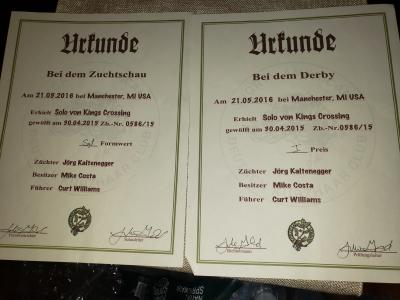 Urkunde
Bei dem Zuchtschau
Am 21.05.2016 bei Manchester, MI USA
Erhielt Solo von Kings Crossing
gewölft am 30.04.2015 Zb.-Nr.0586/15
Sgl Formwert
Züchter Jörg Kaltenegger
Besitzer Mike Costa
Führer Curt Williams
Urkunde
Bei dem Derby
Am 21.05.2016 bei Manchester, MI USA
Erhielt Solo von Kings Crossing
gewölft am 30.04.2015 Zb.-Nr.0586/15
I Preis
Züchter Jörg Kaltenegger
Besitzer Mike Costa
Führer Curt Williams